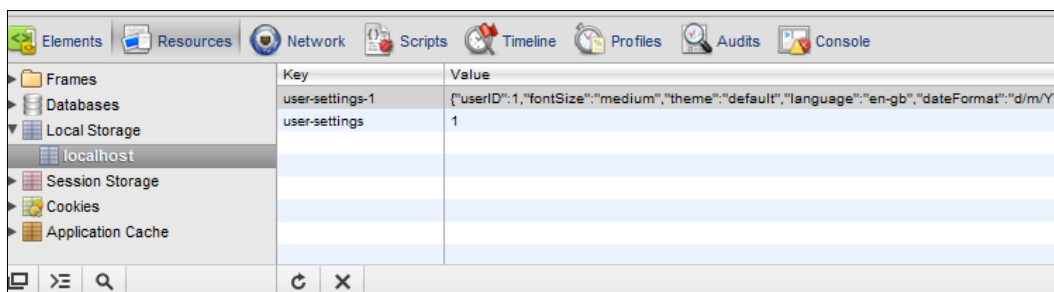 Elements Resources Network Scripts Timeline Profiles Audits Console
Frames
Databases
Local Storage
localhost
Session Storage
Cookies
Application Cache
Key Value
user-settings-1 {"userID":1,"fontSize":"medium","theme":"default","language":"en-gb","dateFormat":"d/m/Y"
user-settings 1